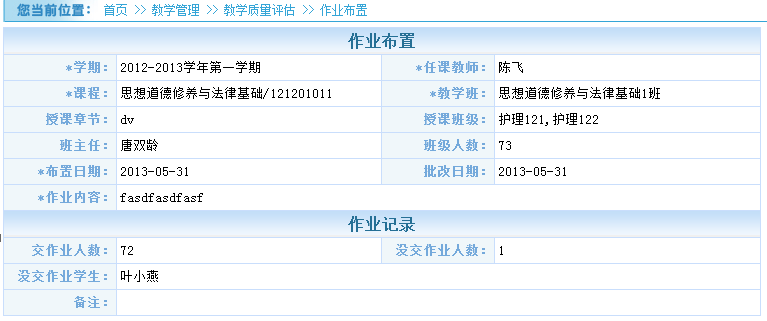 您当前位置： 首页 >> 教学管理 >> 教学质量评估 >> 作业布置
作业布置
*学期： 2012-2013学年第一学期 *任课教师： 陈飞
*课程： 思想道德修养与法律基础/121201011 *教学班： 思想道德修养与法律基础1班
授课章节： dv 授课班级： 护理121,护理122
班主任： 唐双龄 班级人数： 73
*布置日期： 2013-05-31 批改日期： 2013-05-31
*作业内容： fasdfasdfasf
作业记录
交作业人数： 72 没交作业人数： 1
没交作业学生： 叶小燕
备注：